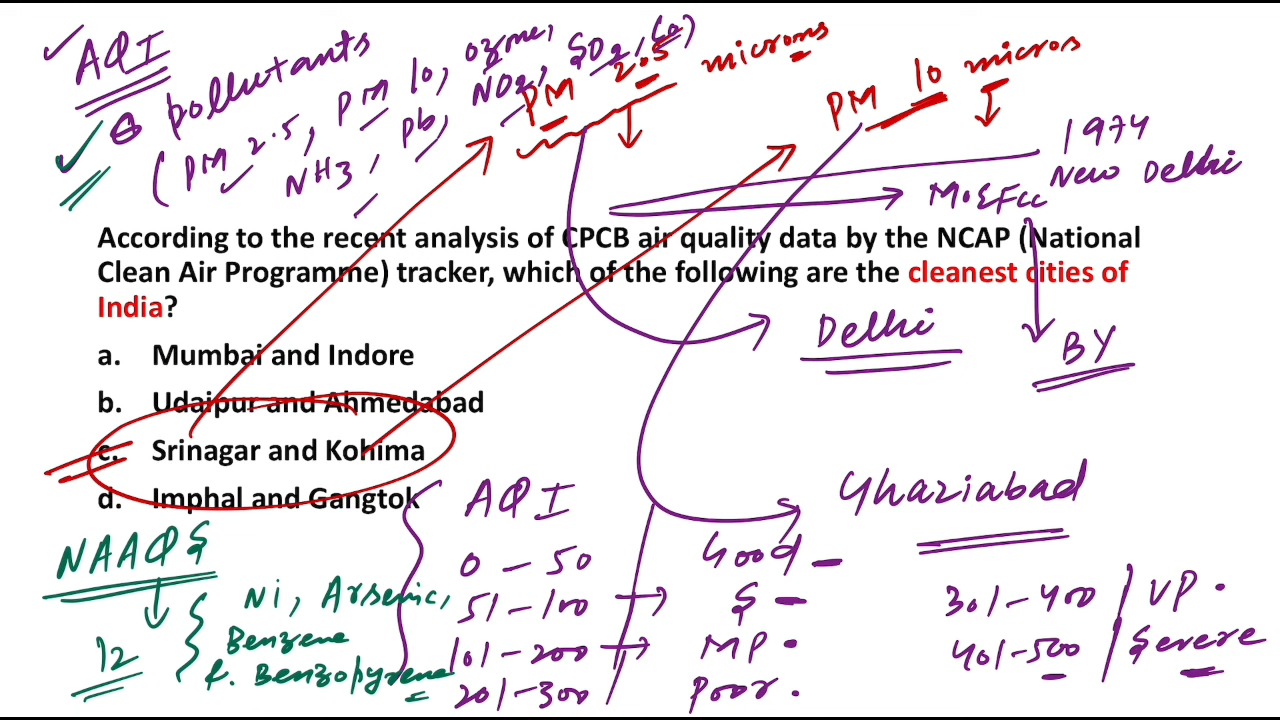 AQI
8 pollutants
(PM 2.5, PM 10, ozone,
NH3, Pb, NO2, SO2, CO)
PM 2.5 microns
PM 10 micros
1974
New Delhi
MoEFcc
According to the recent analysis of CPCB air quality data by the NCAP (National
Clean Air Programme) tracker, which of the following are the cleanest cities of
India?
Delhi
BY
a. Mumbai and Indore
b. Udaipur and Ahmedabad
c. Srinagar and Kohima
d. Imphal and Gangtok
Ghaziabad
NAAQS
12
Ni, Arsenic,
Benzene
&. Benzopyrene
AQI
0 - 50 Good
51-100 S
101-200 MP
201-300 Poor
301-400 VP
401-500 Severe